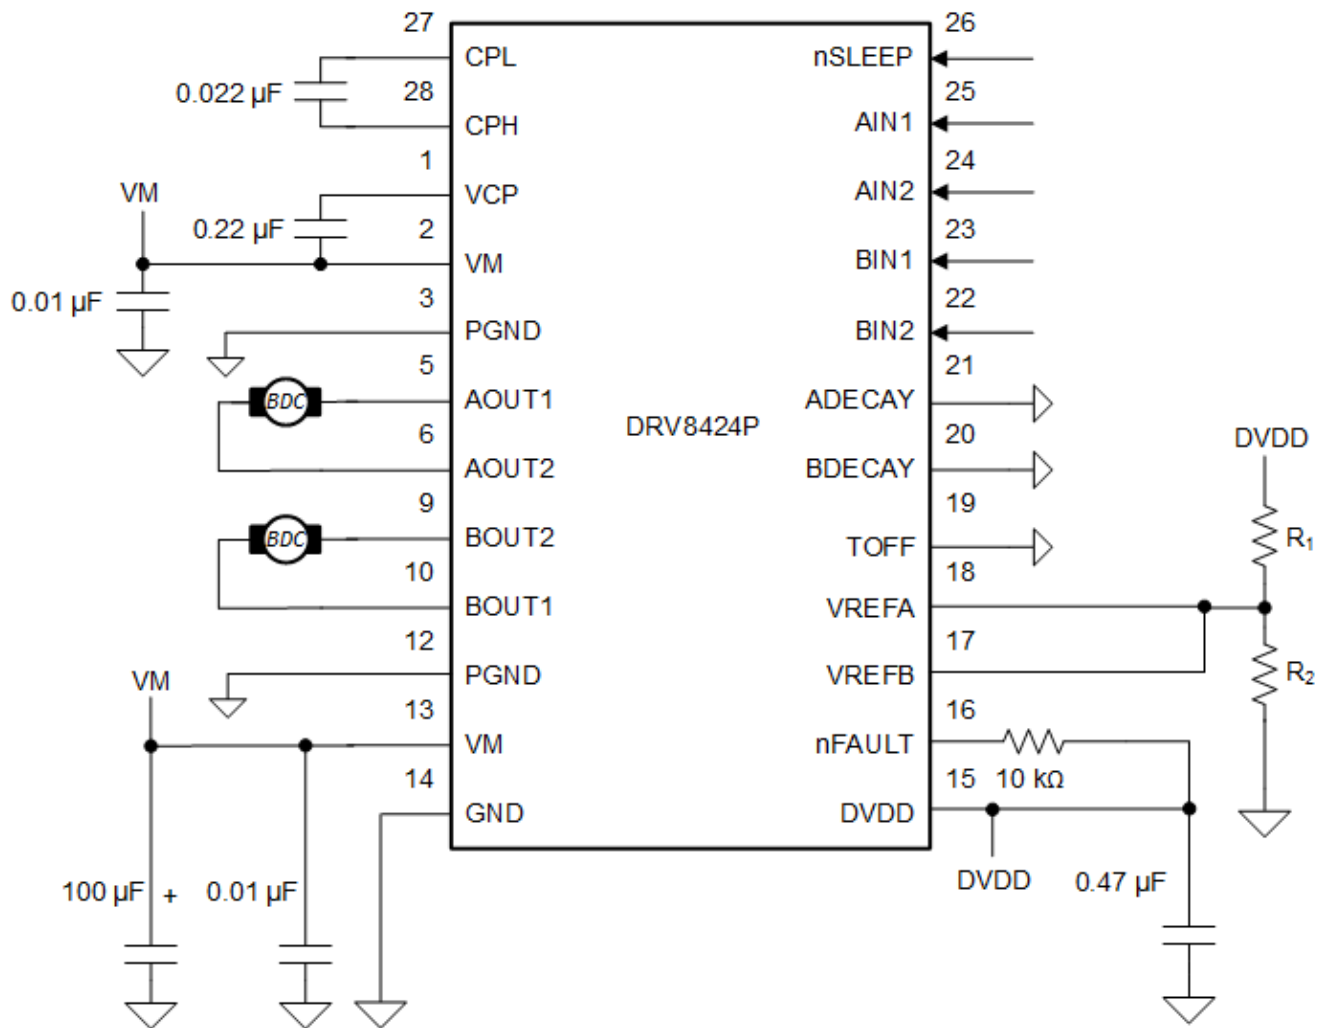 27
CPL
0.022 µF
28
CPH
1
VM
VCP
0.22 µF
2
VM
0.01 µF
3
PGND
5
BDC
AOUT1
6
AOUT2
9
BDC
BOUT2
10
BOUT1
12
PGND
VM
13
VM
14
GND
100 µF +
0.01 µF
DRV8424P
26
nSLEEP
25
AIN1
24
AIN2
23
BIN1
22
BIN2
21
ADECAY
20
BDECAY
19
TOFF
18
VREFA
17
VREFB
16
nFAULT
10 kΩ
15
DVDD
DVDD
0.47 µF
DVDD
R1
R2